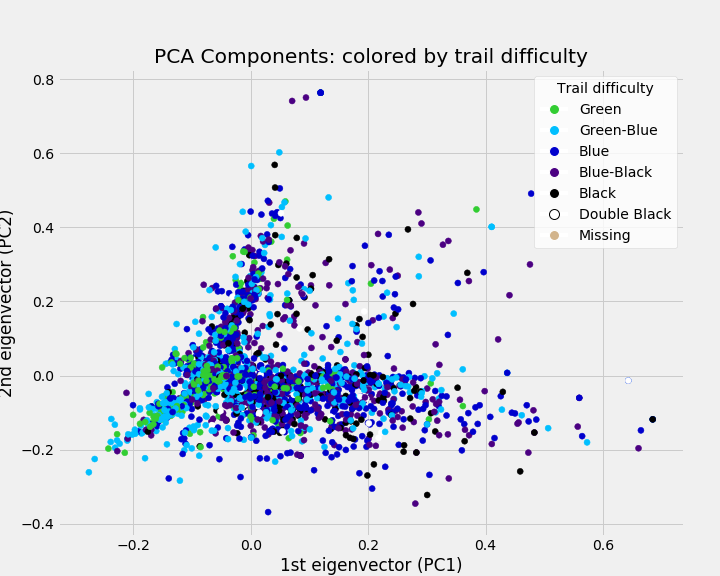 PCA Components: colored by trail difficulty
0.8
0.6
0.4
0.2
0.0
−0.2
−0.4
2nd eigenvector (PC2)
Trail difficulty
Green
Green-Blue
Blue
Blue-Black
Black
Double Black
Missing
−0.2
0.0
0.2
0.4
0.6
1st eigenvector (PC1)